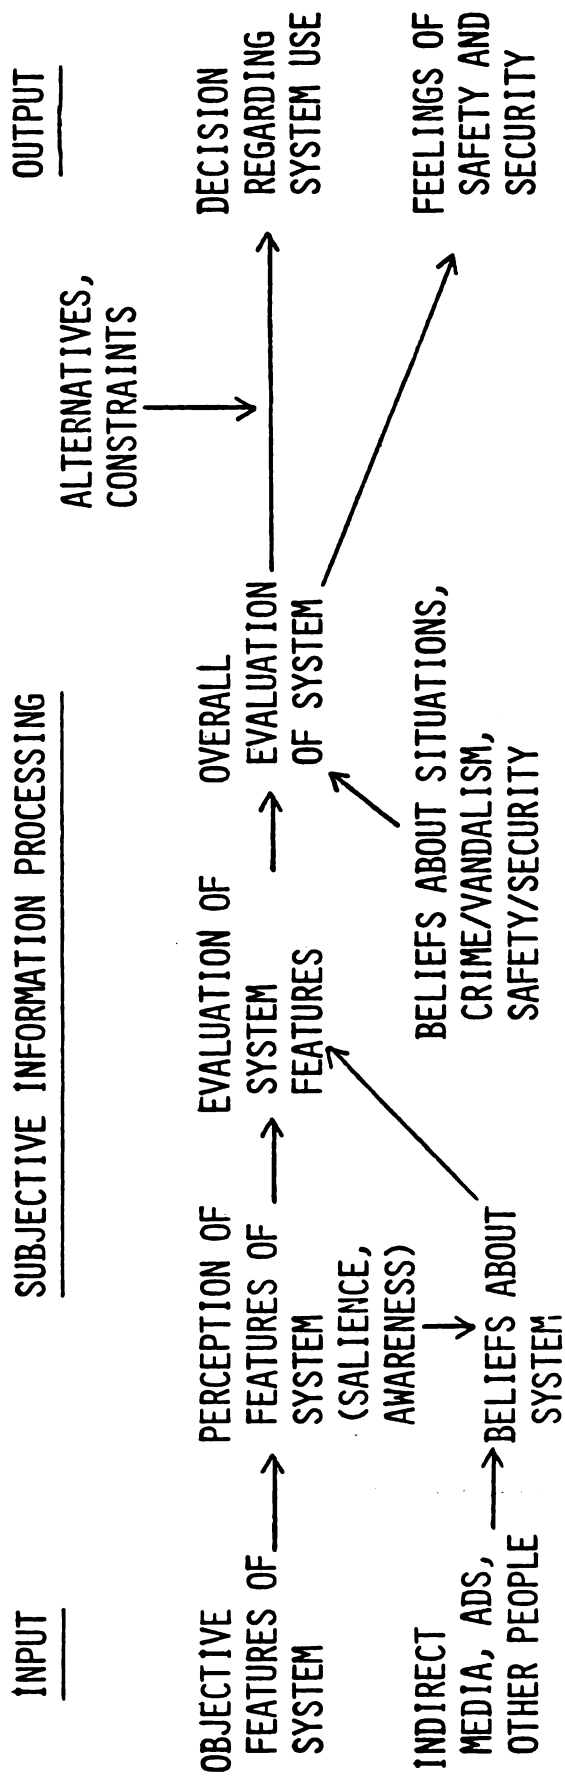 INPUT
SUBJECTIVE INFORMATION PROCESSING
OUTPUT
OBJECTIVE
FEATURES OF
SYSTEM
PERCEPTION OF
FEATURES OF
SYSTEM
(SALIENCE,
AWARENESS)
EVALUATION OF
SYSTEM
FEATURES
OVERALL
EVALUATION
OF SYSTEM
ALTERNATIVES,
CONSTRAINTS
DECISION
REGARDING
SYSTEM USE
INDIRECT
MEDIA, ADS,
OTHER PEOPLE
BELIEFS ABOUT
SYSTEM
BELIEFS ABOUT SITUATIONS,
CRIME/VANDALISM,
SAFETY/SECURITY
FEELINGS OF
SAFETY AND
SECURITY